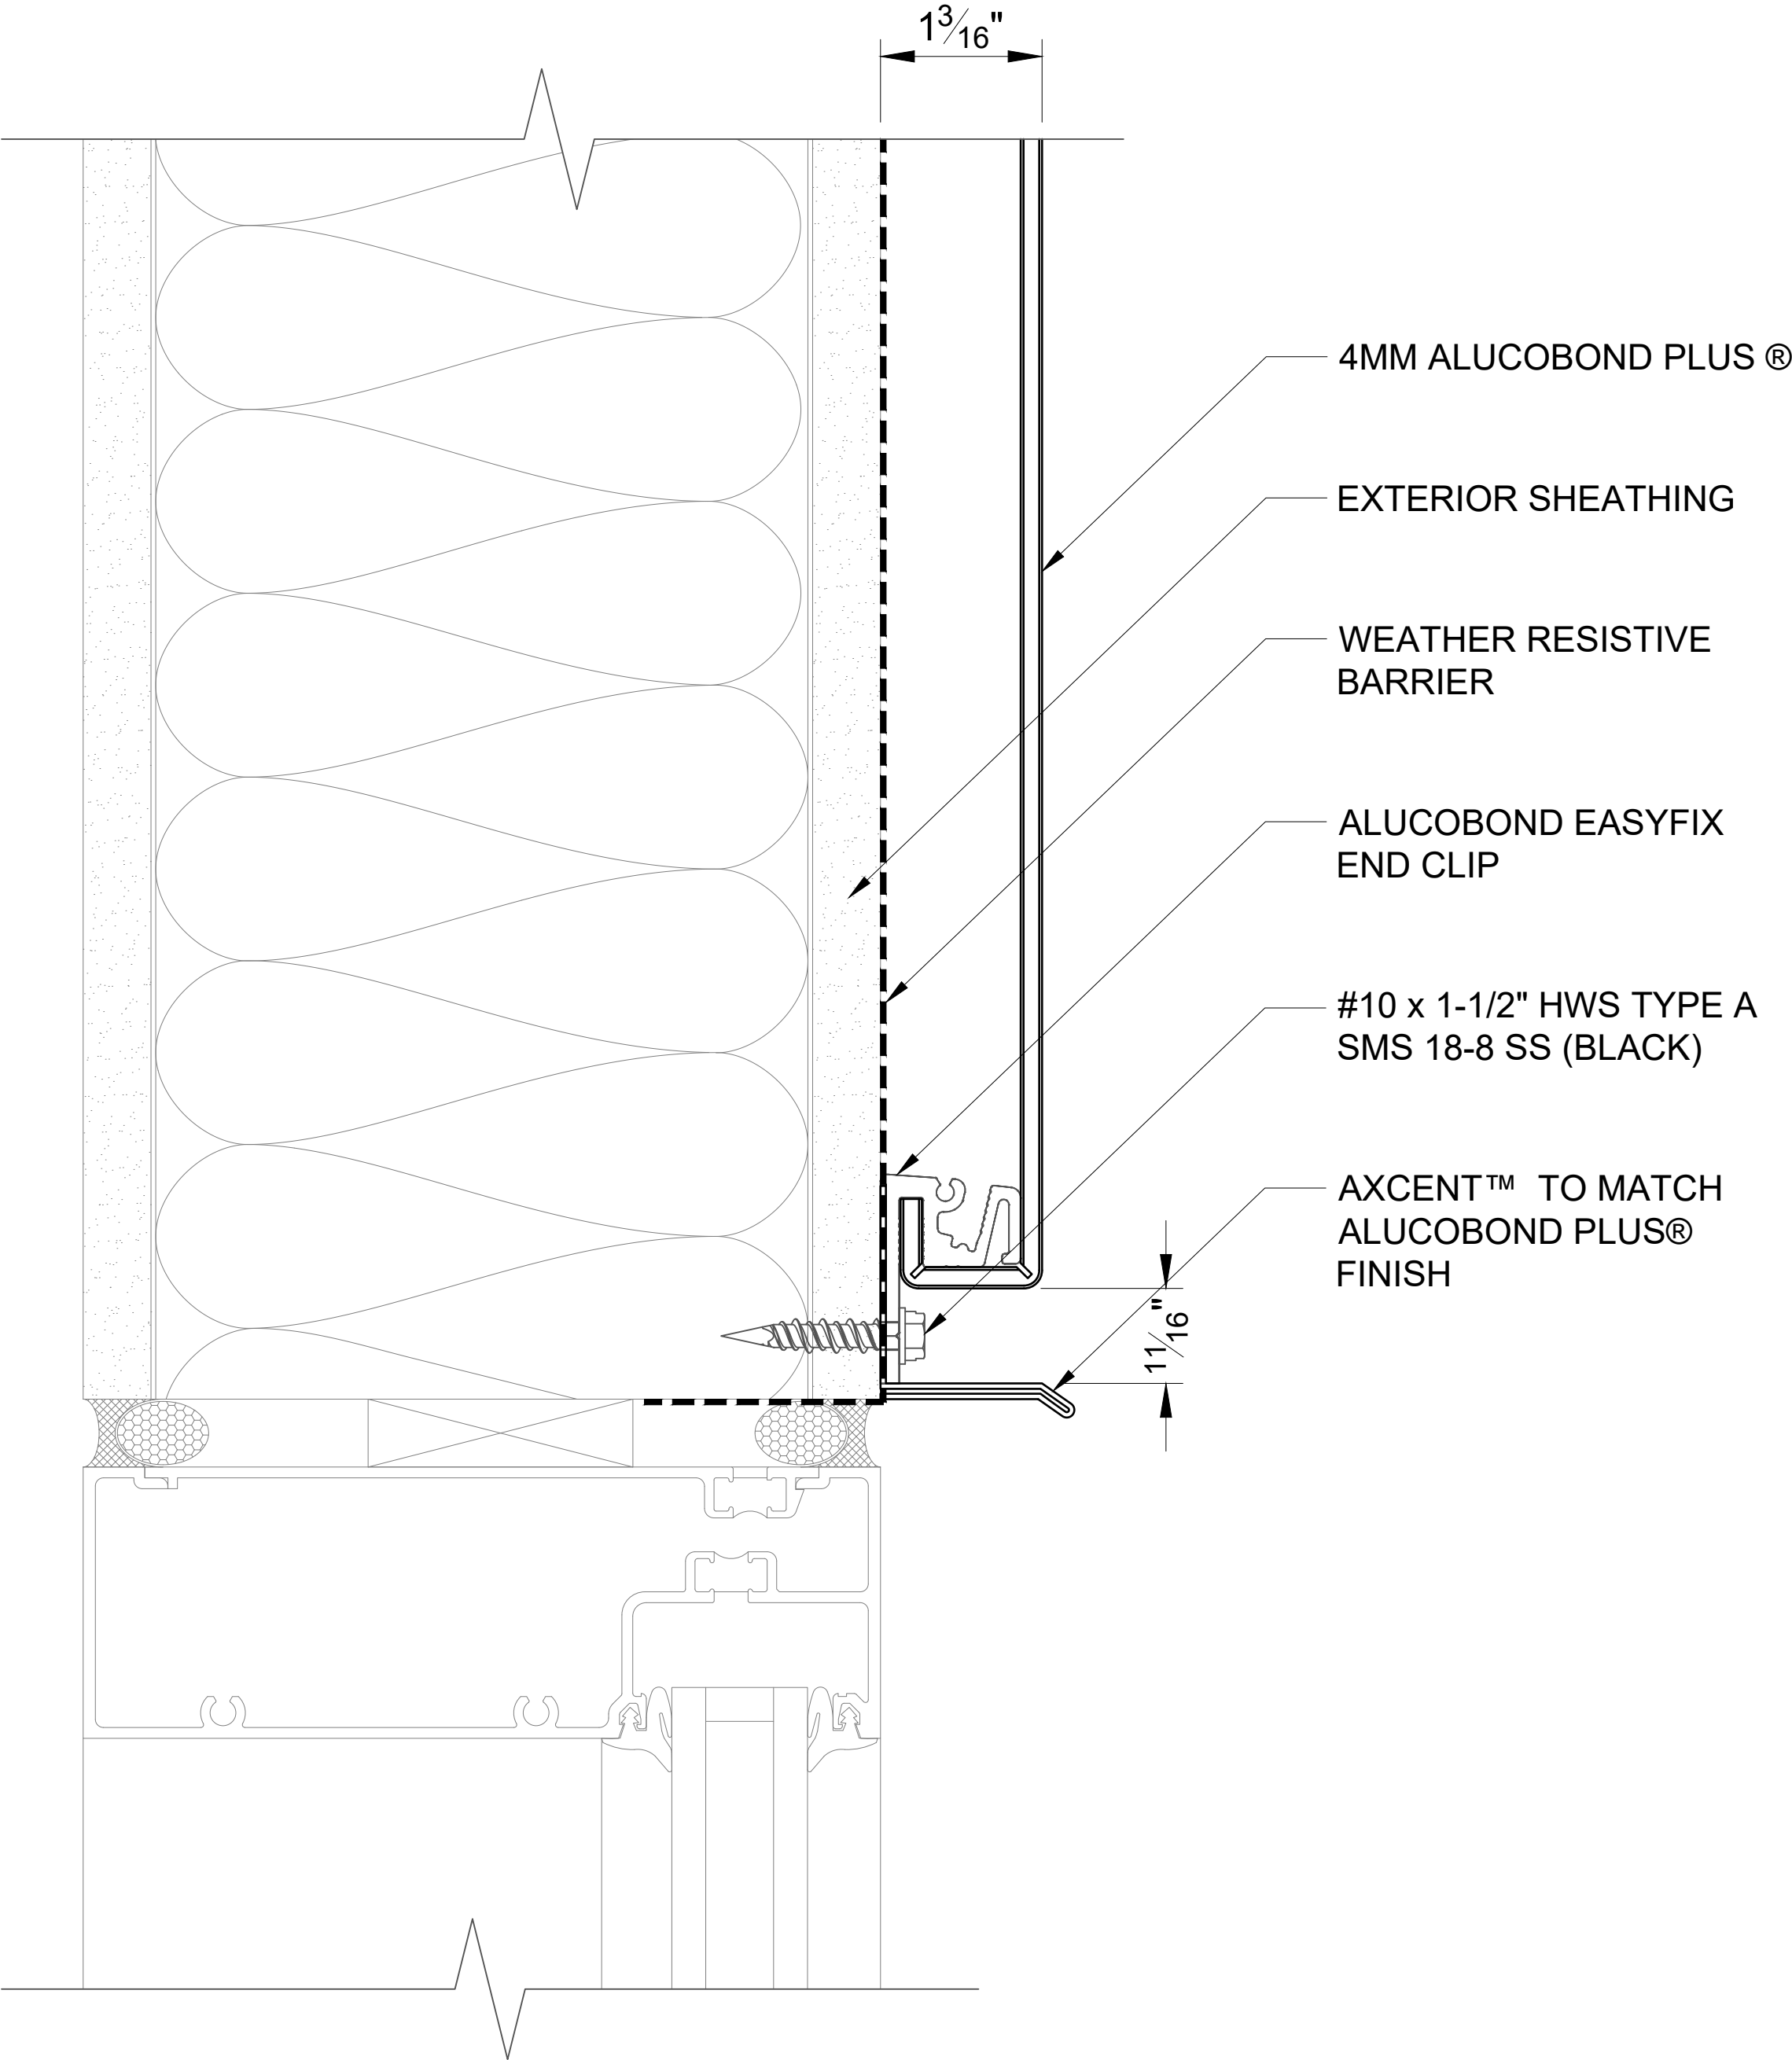 1 3/16"
4MM ALUCOBOND PLUS ®
EXTERIOR SHEATHING
WEATHER RESISTIVE
BARRIER
ALUCOBOND EASYFIX
END CLIP
#10 x 1-1/2" HWS TYPE A
SMS 18-8 SS (BLACK)
AXCENT™ TO MATCH
ALUCOBOND PLUS®
FINISH
11/16"